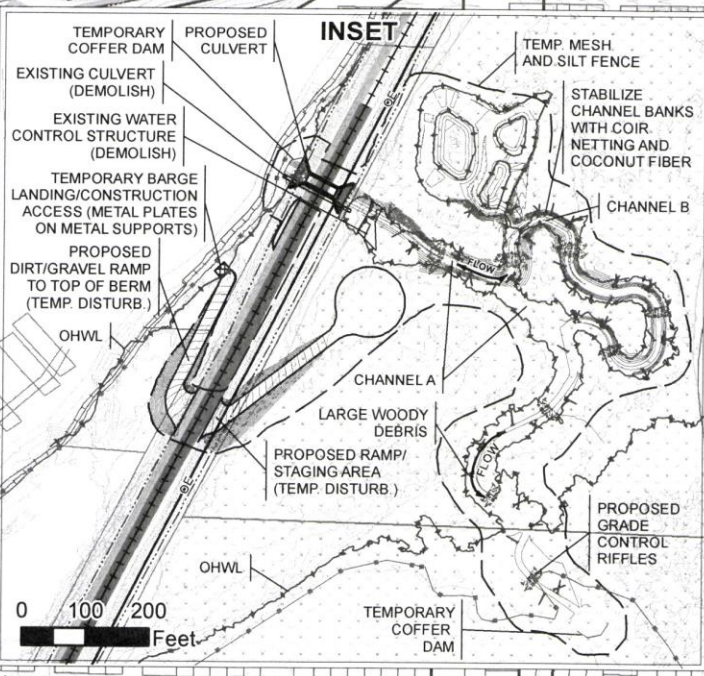 INSET
TEMPORARY
COFFER DAM
PROPOSED
CULVERT
EXISTING CULVERT
(DEMOLISH)
EXISTING WATER
CONTROL STRUCTURE
(DEMOLISH)
TEMPORARY BARGE
LANDING/CONSTRUCTION
ACCESS (METAL PLATES
ON METAL SUPPORTS)
PROPOSED
DIRT/GRAVEL RAMP
TO TOP OF BERM
(TEMP. DISTURB.)
OHWL
TEMP. MESH
AND SILT FENCE
STABILIZE
CHANNEL BANKS
WITH COIR
NETTING AND
COCONUT FIBER
CHANNEL B
FLOW
CHANNEL A
LARGE WOODY
DEBRIS
FLOW
PROPOSED RAMP/
STAGING AREA
(TEMP. DISTURB.)
PROPOSED
GRADE
CONTROL
RIFFLES
OHWL
TEMPORARY
COFFER
DAM
0 100 200
Feet